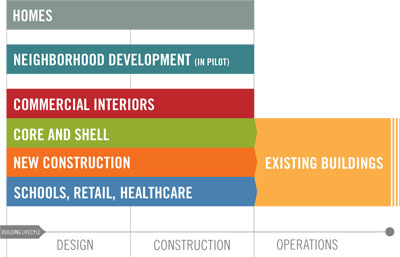 HOMES
NEIGHBORHOOD DEVELOPMENT (IN PILOT)
COMMERCIAL INTERIORS
CORE AND SHELL
NEW CONSTRUCTION
EXISTING BUILDINGS
SCHOOLS, RETAIL, HEALTHCARE
BUILDING LIFECYLE
DESIGN CONSTRUCTION OPERATIONS